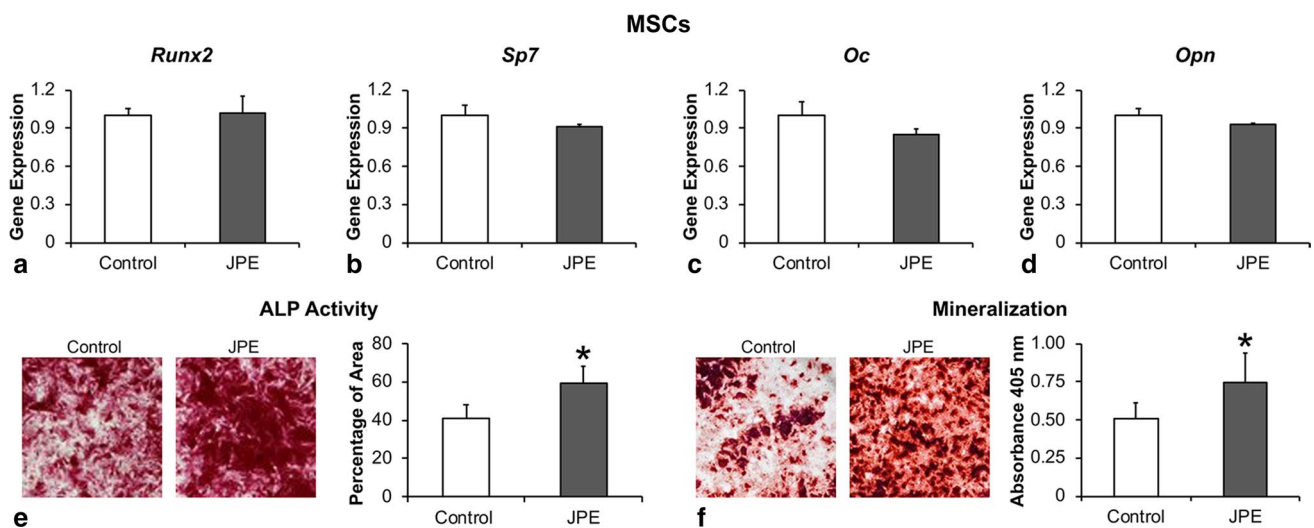 MSCs
Runx2
Gene Expression
1.2
0.9
0.6
0.3
0
Control JPE
a
Sp7
Gene Expression
1.2
0.9
0.6
0.3
0
Control JPE
b
Oc
Gene Expression
1.2
0.9
0.6
0.3
0
Control JPE
c
Opn
Gene Expression
1.2
0.9
0.6
0.3
0
Control JPE
d
ALP Activity
Control JPE
Percentage of Area
80
60
40
20
0
*
Control JPE
e
Mineralization
Control JPE
Absorbance 405 nm
1.00
0.75
0.50
0.25
0
*
Control JPE
f